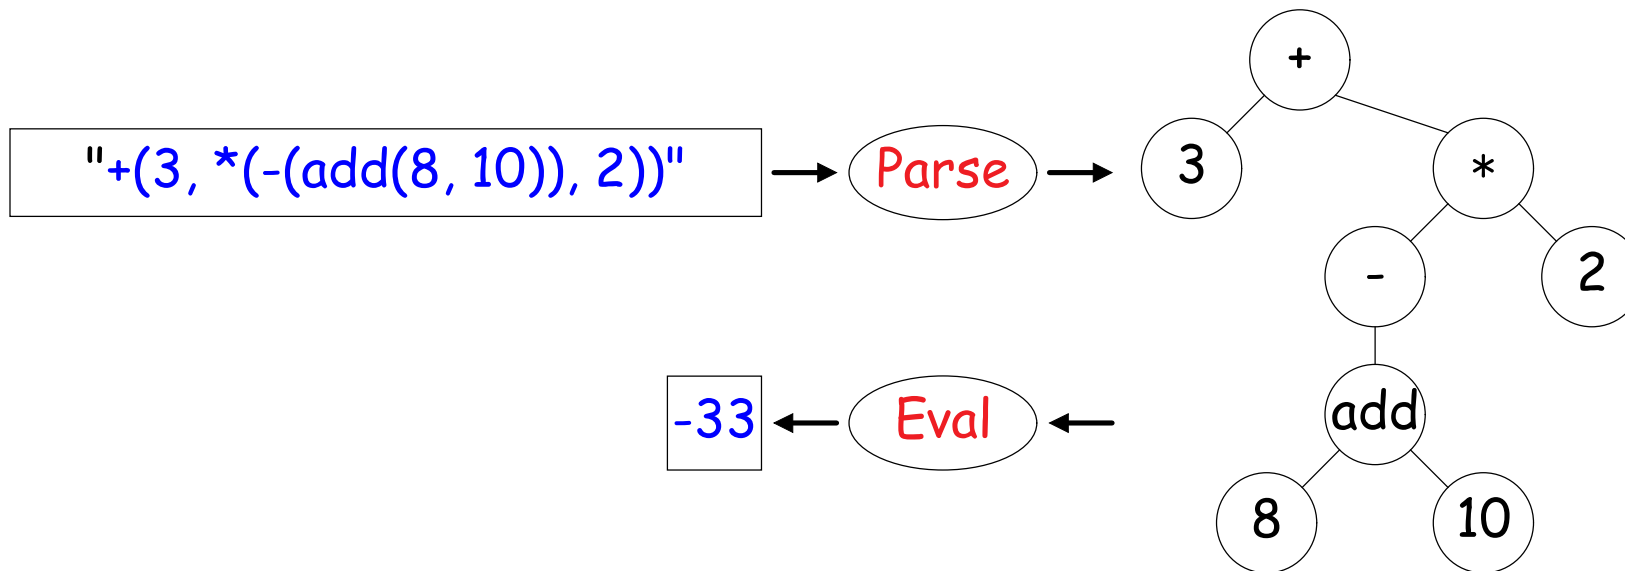 +
"+(3, *(-(add(8, 10)), 2))"
Parse
3
*
-
2
-33
Eval
add
8
10